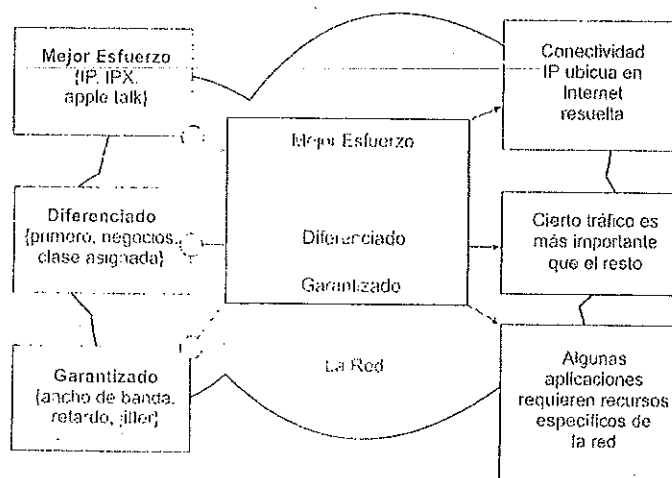 Mejor Esfuerzo
{IP, IPX,
apple talk}
Diferenciado
{primero, negocios,
clase asignada}
Garantizado
{ancho de banda,
retardo, jitter}
Mejor Esfuerzo
Diferenciado
Garantizado
La Red
Conectividad
IP ubicua en
Internet
resuelta
Cierto tráfico es
más importante
que el resto
Algunas
aplicaciones
requieren recursos
específicos de
la red